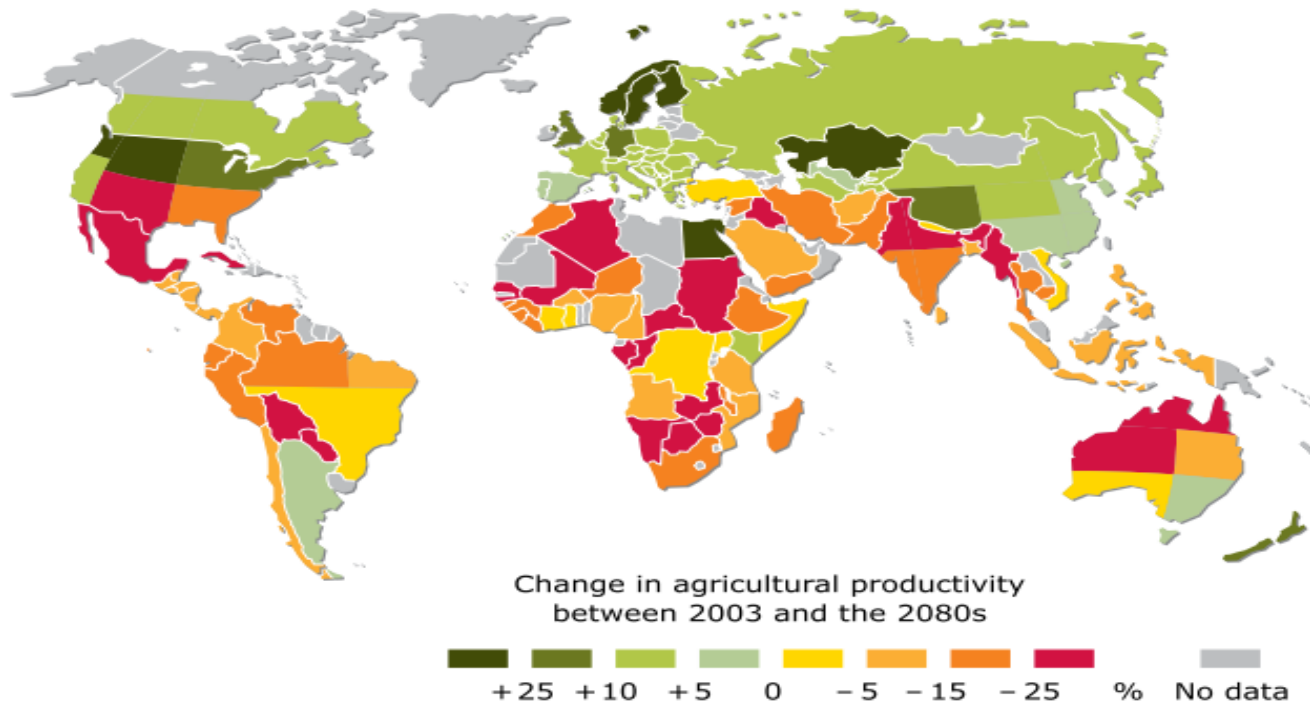 Change in agricultural productivity
between 2003 and the 2080s
+25 +10 +5 0 –5 –15 –25 % No data